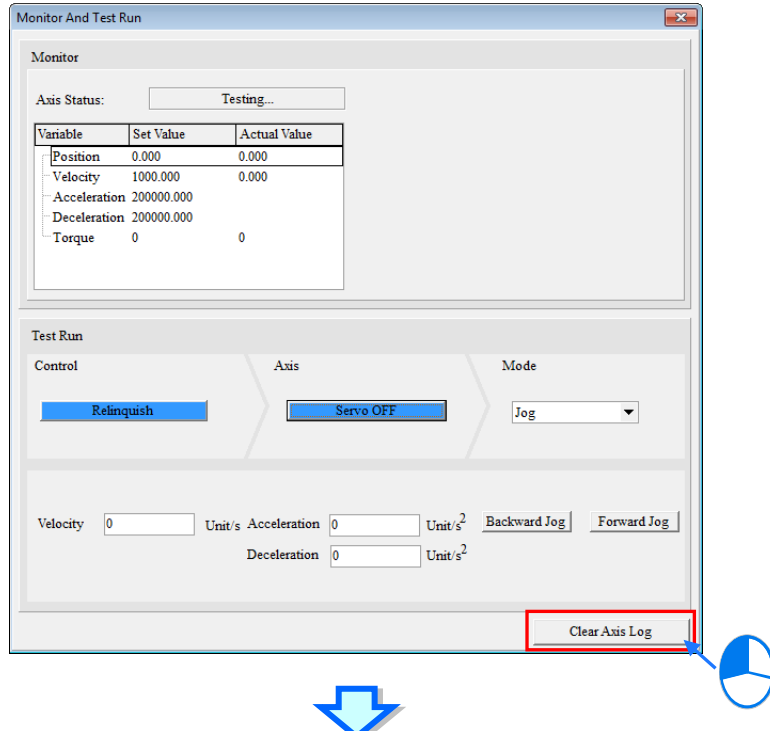 Monitor And Test Run
Monitor
Axis Status: Testing...
Variable Set Value Actual Value
Position 0.000 0.000
Velocity 1000.000 0.000
Acceleration 200000.000
Deceleration 200000.000
Torque 0 0
Test Run
Control Axis Mode
Relinquish Servo OFF Jog
Velocity 0 Unit/s Acceleration 0 Unit/s² Backward Jog Forward Jog
Deceleration 0 Unit/s²
Clear Axis Log